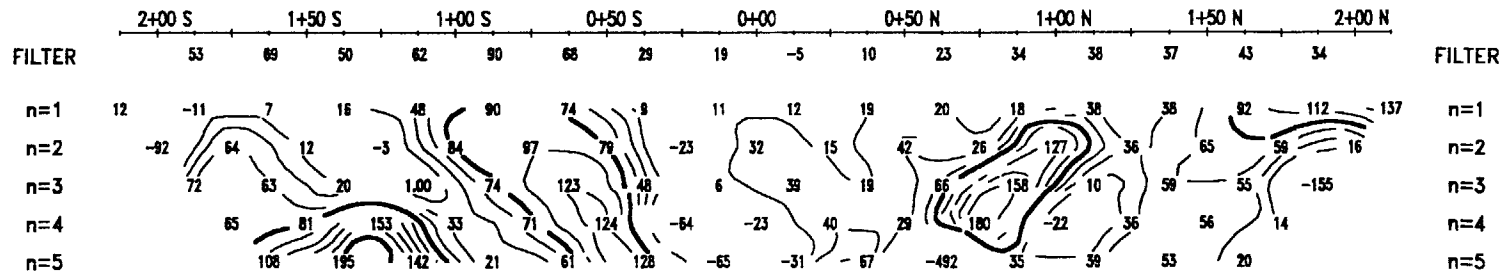 2+00 S 1+50 S 1+00 S 0+50 S 0+00 0+50 N 1+00 N 1+50 N 2+00 N
FILTER 53 69 50 62 90 68 29 19 -5 10 23 34 38 37 43 34 FILTER
n=1 12 -11 7 16 48 90 74 9 11 12 19 20 18 38 38 92 112 137 n=1
n=2 -92 64 12 -3 84 97 79 -23 32 15 42 26 127 36 65 59 16 n=2
n=3 72 63 20 1.00 74 123 48 6 39 19 66 158 10 59 55 -155 n=3
n=4 65 81 153 33 71 124 -64 -23 40 29 180 -22 36 56 14 n=4
n=5 108 195 142 21 61 128 -65 -31 67 -492 35 39 53 20 n=5